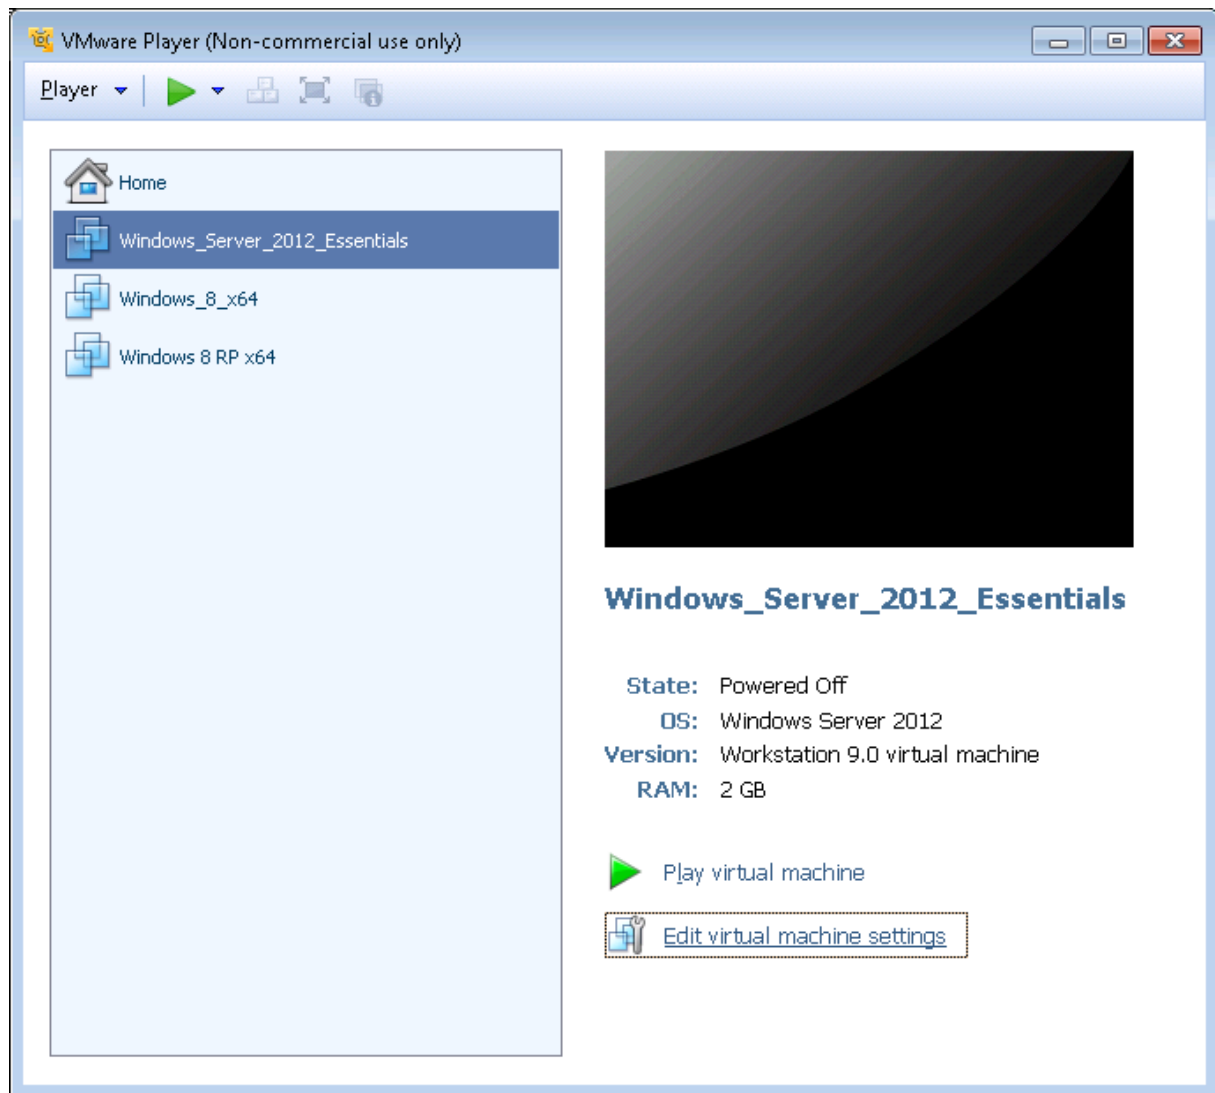 VMware Player (Non-commercial use only)
Player
Home
Windows_Server_2012_Essentials
Windows_8_x64
Windows 8 RP x64
Windows_Server_2012_Essentials
State: Powered Off
OS: Windows Server 2012
Version: Workstation 9.0 virtual machine
RAM: 2 GB
Play virtual machine
Edit virtual machine settings